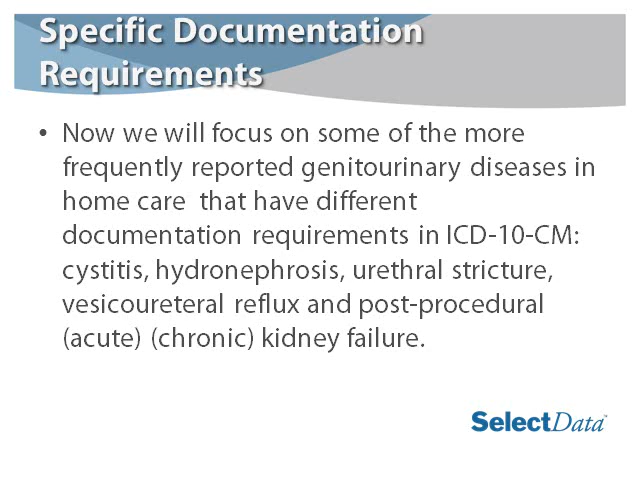 Specific Documentation
Requirements
• Now we will focus on some of the more
frequently reported genitourinary diseases in
home care  that have different
documentation requirements in ICD-10-CM:
cystitis, hydronephrosis, urethral stricture,
vesicoureteral reflux and post-procedural
(acute) (chronic) kidney failure.
SelectData™